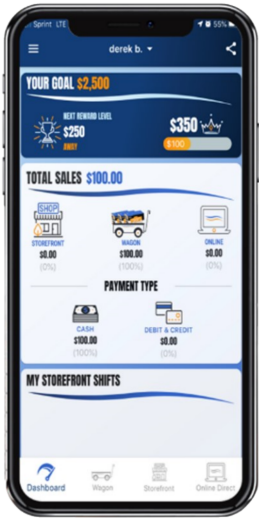 Sprint LTE 55%
derek b.
YOUR GOAL $2,500
NEXT REWARD LEVEL
$250
AWAY
$350
$100
TOTAL SALES $100.00
SHOP
STOREFRONT
$0.00
(0%)
WAGON
$100.00
(100%)
ONLINE
$0.00
(0%)
PAYMENT TYPE
CASH
$100.00
(100%)
DEBIT & CREDIT
$0.00
(0%)
MY STOREFRONT SHIFTS
Dashboard Wagon Storefront Online Direct